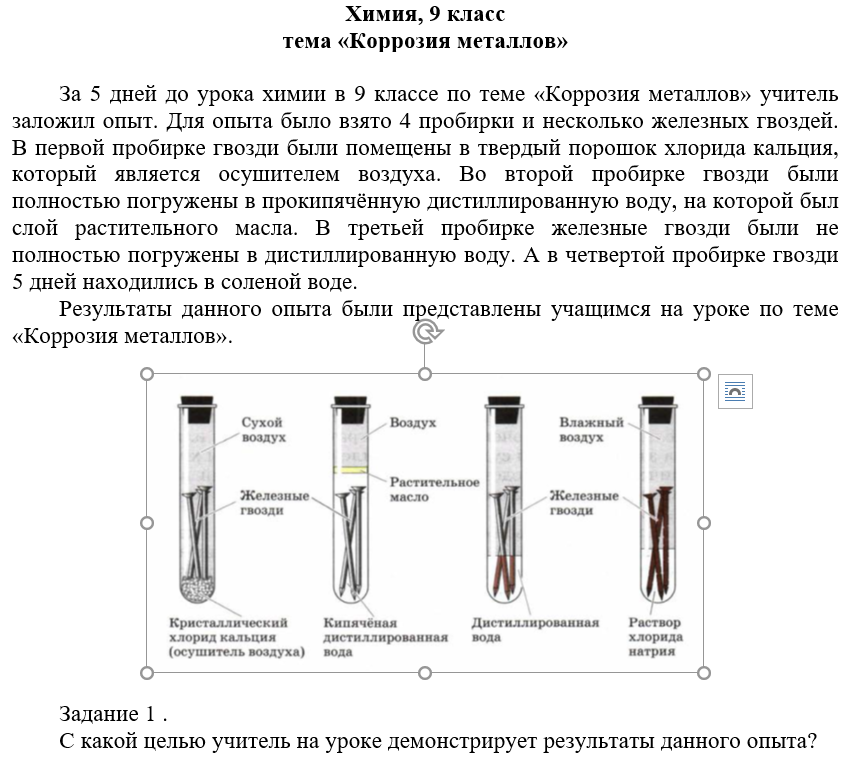 Химия, 9 класс
тема «Коррозия металлов»
За 5 дней до урока химии в 9 классе по теме «Коррозия металлов» учитель
заложил опыт. Для опыта было взято 4 пробирки и несколько железных гвоздей.
В первой пробирке гвозди были помещены в твердый порошок хлорида кальция,
который является осушителем воздуха. Во второй пробирке гвозди были
полностью погружены в прокипячённую дистиллированную воду, на которой был
слой растительного масла. В третьей пробирке железные гвозди были не
полностью погружены в дистиллированную воду. А в четвертой пробирке гвозди
5 дней находились в соленой воде.
Результаты данного опыта были представлены учащимся на уроке по теме
«Коррозия металлов».
Сухой
воздух
Воздух
Влажный
воздух
Растительное
масло
Железные
гвозди
Железные
гвозди
Кристаллический
хлорид кальция
(осушитель воздуха)
Кипячёная
дистиллированная
вода
Дистиллированная
вода
Раствор
хлорида
натрия
Задание 1 .
С какой целью учитель на уроке демонстрирует результаты данного опыта?